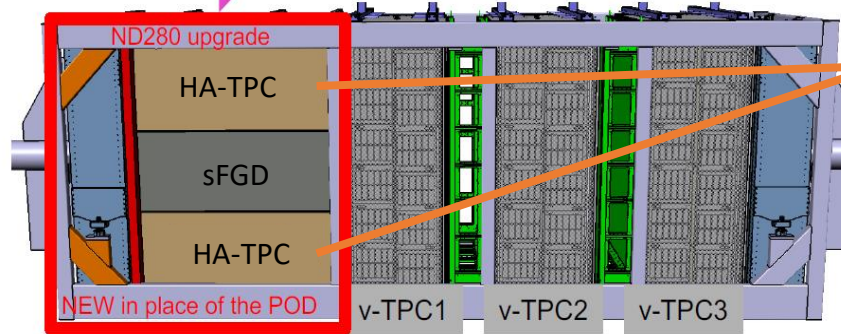 ND280 upgrade
HA-TPC
sFGD
HA-TPC
NEW in place of the POD
v-TPC1
v-TPC2
v-TPC3